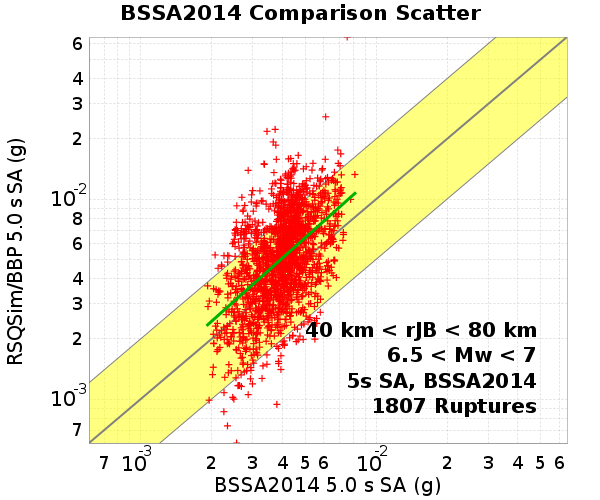 BSSA2014 Comparison Scatter
RSQSim/BBP 5.0 s SA (g)
6
4
3
2
10-2
8
6
4
3
2
10-3
7
40 km < rJB < 80 km
6.5 < Mw < 7
5s SA, BSSA2014
1807 Ruptures
7 10-3 2 3 4 5 6 10-2 2 3 4 5 6
BSSA2014 5.0 s SA (g)